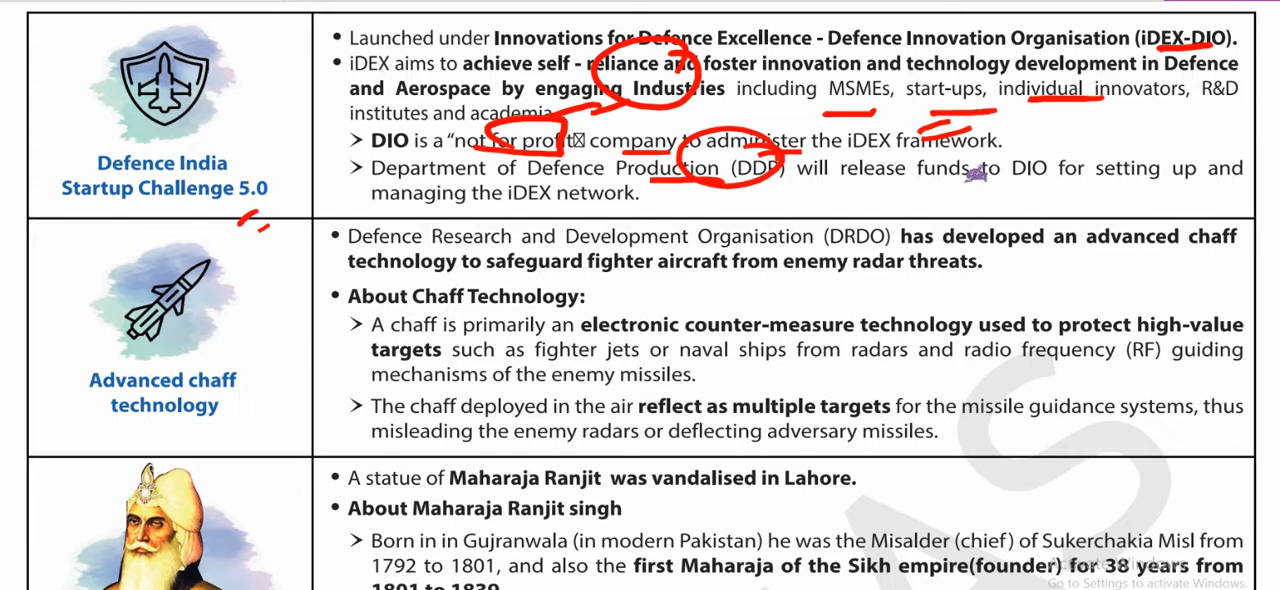 • Launched under Innovations for Defence Excellence - Defence Innovation Organisation (iDEX-DIO).
• iDEX aims to achieve self - reliance and foster innovation and technology development in Defence
and Aerospace by engaging Industries including MSMEs, start-ups, individual innovators, R&D
institutes and academia.
➢ DIO is a “not for profit company to administer the iDEX framework.
➢ Department of Defence Production (DDP) will release funds to DIO for setting up and
managing the iDEX network.
Defence India
Startup Challenge 5.0
• Defence Research and Development Organisation (DRDO) has developed an advanced chaff
technology to safeguard fighter aircraft from enemy radar threats.
• About Chaff Technology:
➢ A chaff is primarily an electronic counter-measure technology used to protect high-value
targets such as fighter jets or naval ships from radars and radio frequency (RF) guiding
mechanisms of the enemy missiles.
➢ The chaff deployed in the air reflect as multiple targets for the missile guidance systems, thus
misleading the enemy radars or deflecting adversary missiles.
Advanced chaff
technology
• A statue of Maharaja Ranjit was vandalised in Lahore.
• About Maharaja Ranjit singh
➢ Born in in Gujranwala (in modern Pakistan) he was the Misalder (chief) of Sukerchakia Misl from
1792 to 1801, and also the first Maharaja of the Sikh empire(founder) for 38 years from
1801 to 1839
Activate Windows
Go to Settings to activate Windows.